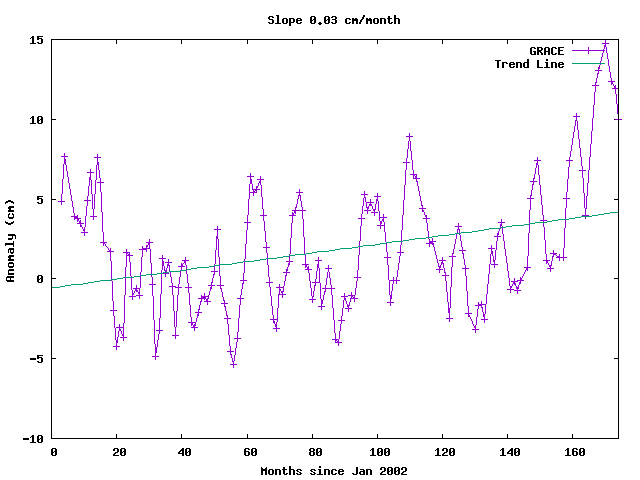 Slope 0.03 cm/month
GRACE
Trend Line
15
10
5
0
-5
-10
Anomaly (cm)
0 20 40 60 80 100 120 140 160
Months since Jan 2002